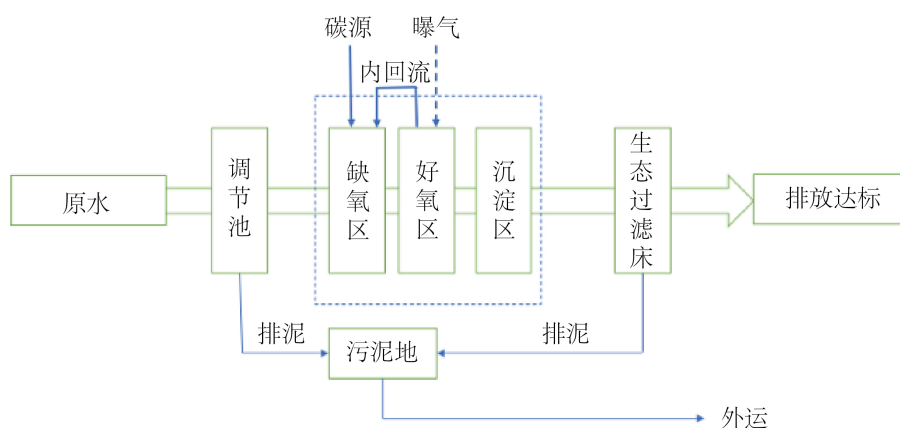 碳源
曝气
内回流
原水
调节池
缺氧区
好氧区
沉淀区
生态过滤床
排放达标
排泥
污泥地
排泥
外运